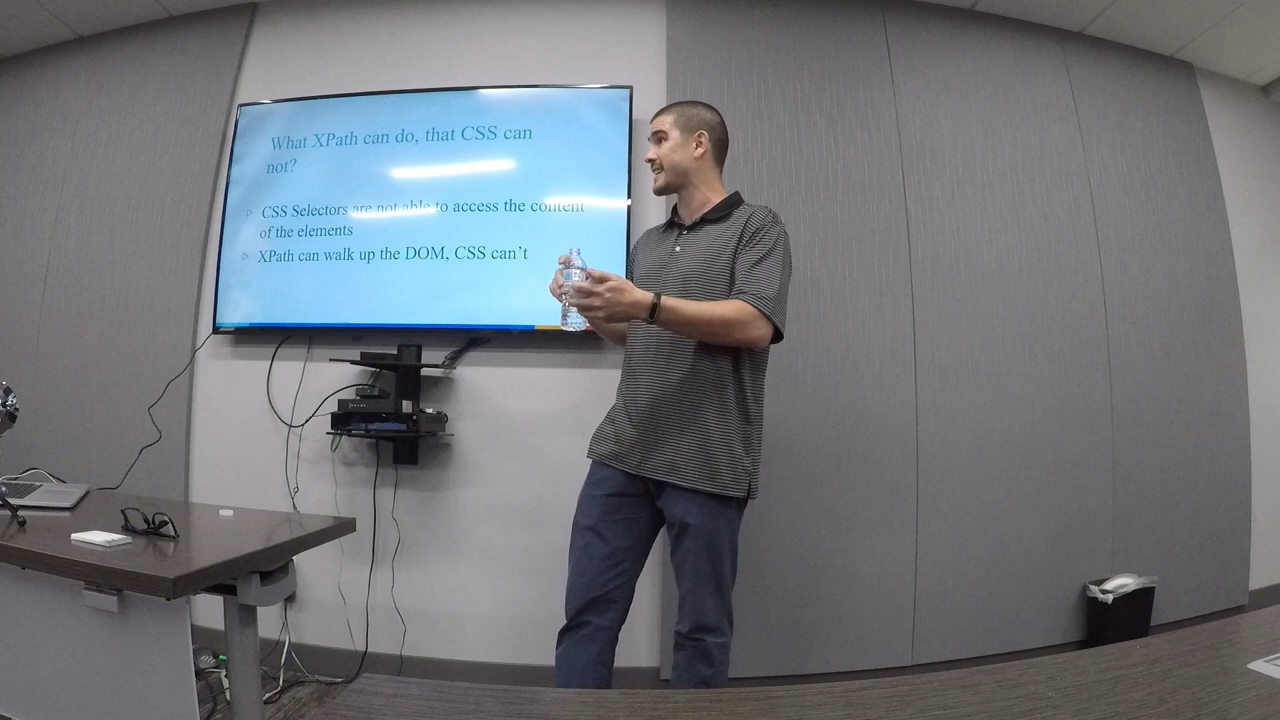 What XPath can do, that CSS can
not?
▷ CSS Selectors are not able to access the content
of the elements
▷ XPath can walk up the DOM, CSS can't